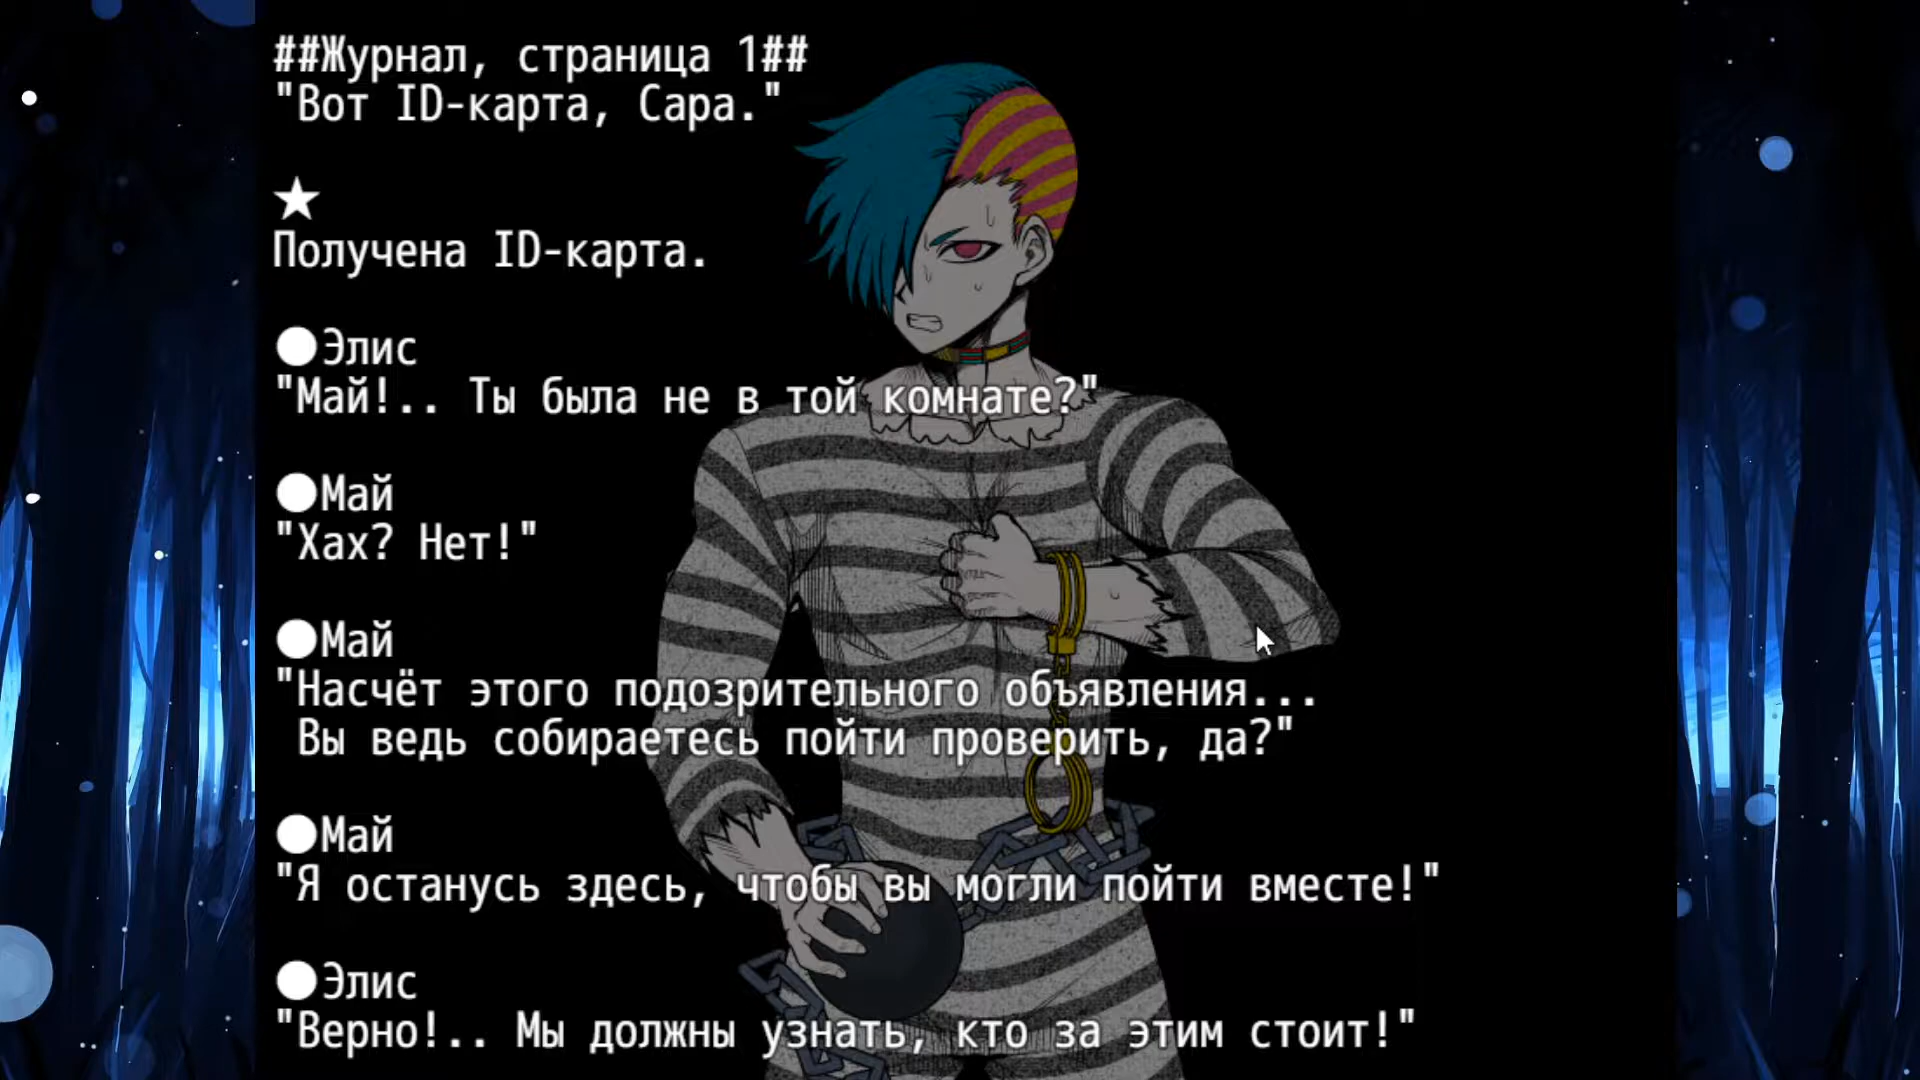 ##Журнал, страница 1##
"Вот ID-карта, Сара."
★
Получена ID-карта.
●Элис
"Май!.. Ты была не в той комнате?"
●Май
"Хах? Нет!"
●Май
"Насчёт этого подозрительного объявления...
Вы ведь собираетесь пойти проверить, да?"
●Май
"Я останусь здесь, чтобы вы могли пойти вместе!"
●Элис
"Верно!.. Мы должны узнать, кто за этим стоит!"